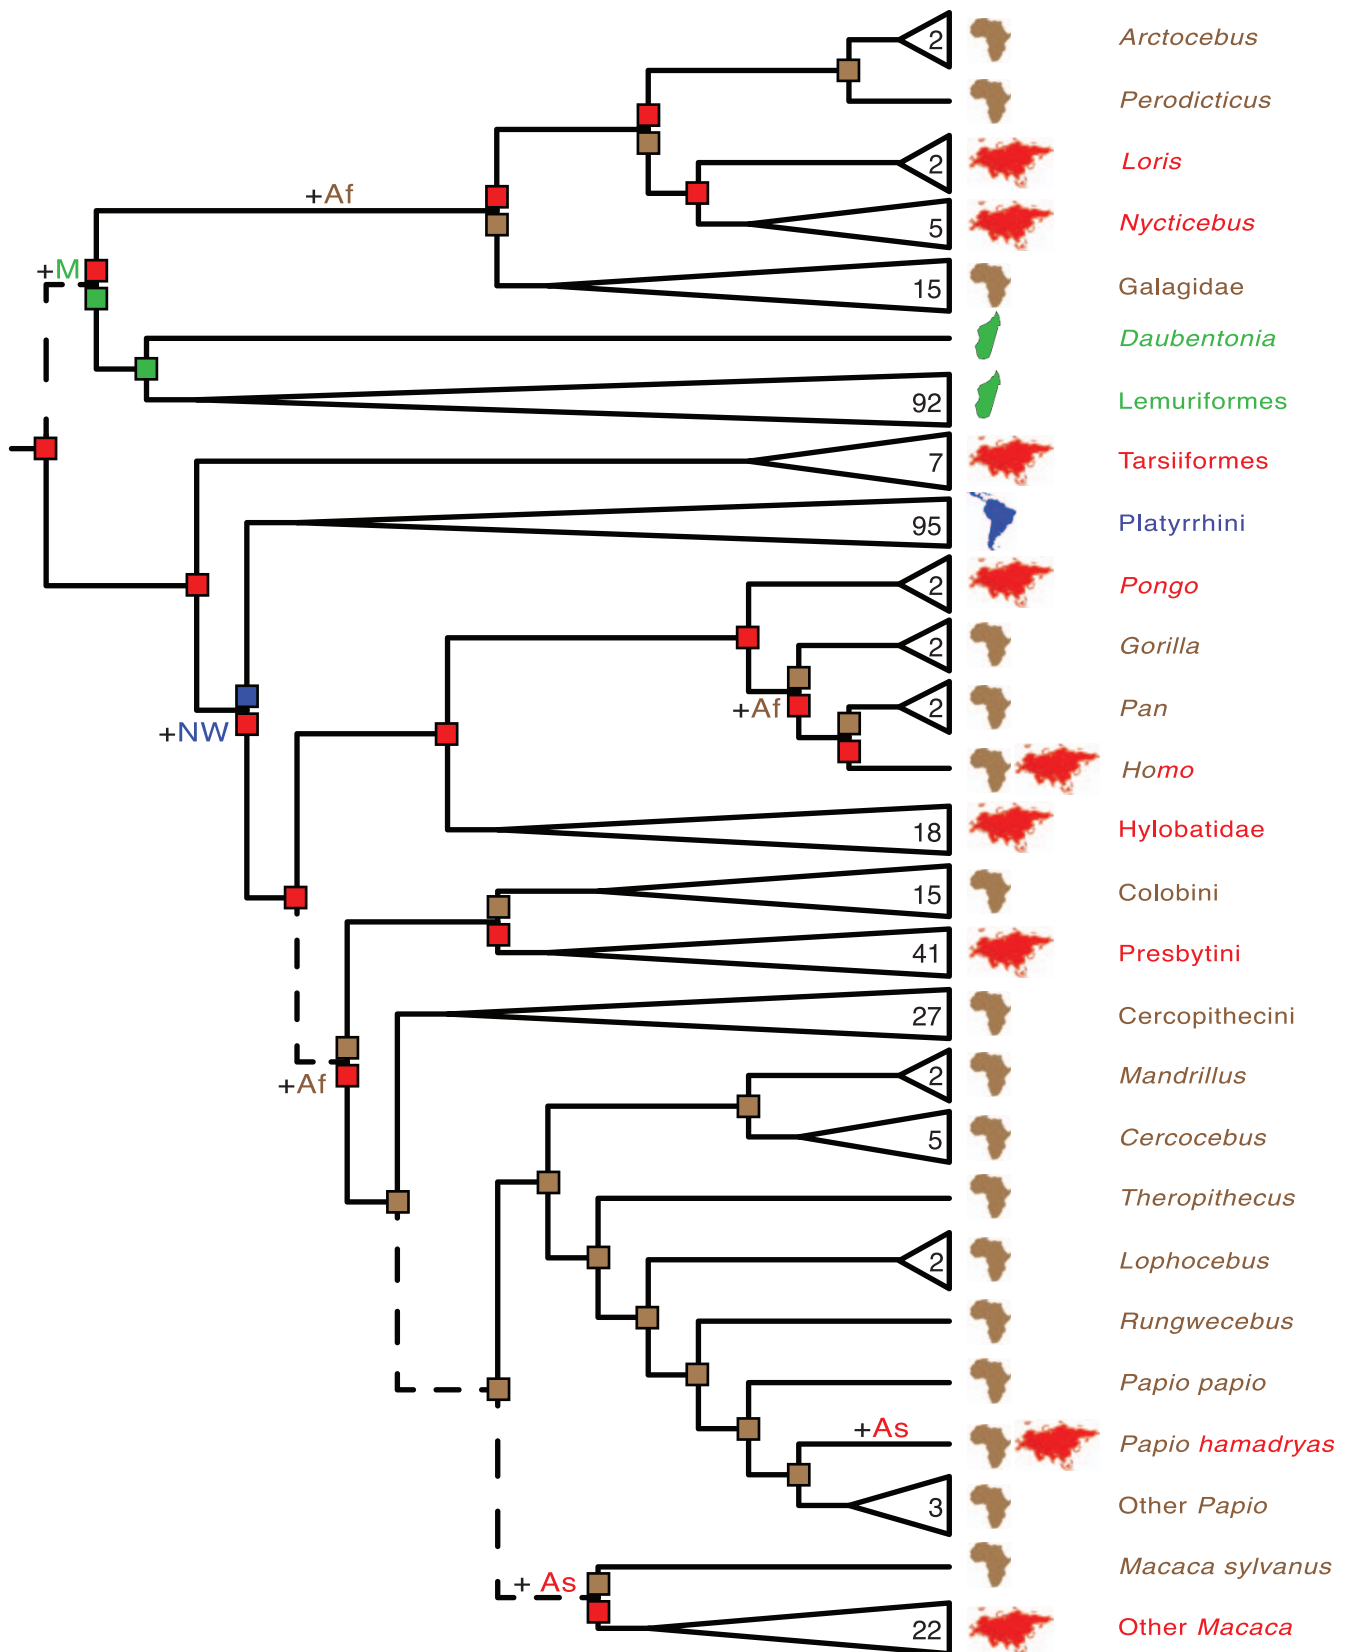 2 Arctocebus
Perodicticus
2 Loris
+Af
5 Nycticebus
+M
15 Galagidae
Daubentonia
92 Lemuriformes
7 Tarsiiformes
95 Platyrrhini
2 Pongo
2 Gorilla
+Af
2 Pan
+NW
Homo
18 Hylobatidae
15 Colobini
41 Presbytini
27 Cercopithecini
+Af
2 Mandrillus
5 Cercocebus
Theropithecus
2 Lophocebus
Rungwecebus
Papio papio
+As
Papio hamadryas
3 Other Papio
Macaca sylvanus
+ As
22 Other Macaca